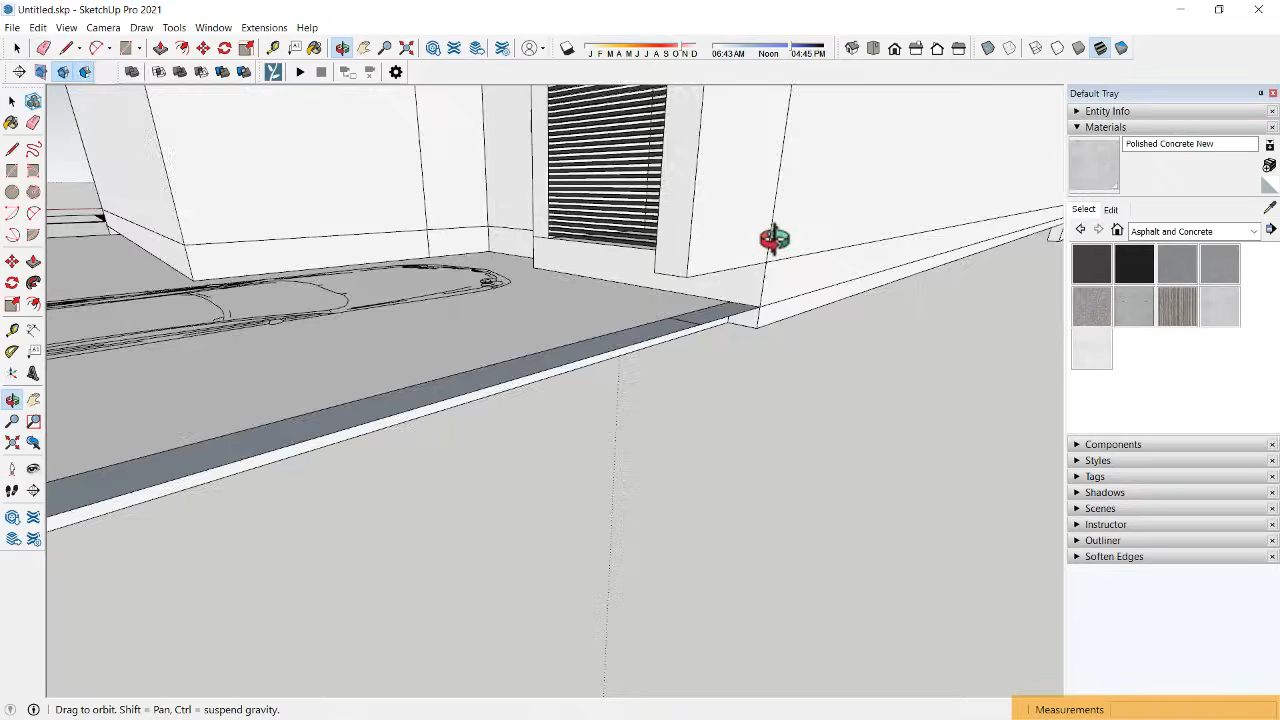 Untitled.skp - SketchUp Pro 2021
File Edit View Camera Draw Tools Window Extensions Help
J F M A M J J A S O N D 06:43 AM Noon 04:45 PM
Default Tray
Entity Info
Materials
Polished Concrete New
Select Edit
Asphalt and Concrete
Components
Styles
Tags
Shadows
Scenes
Instructor
Outliner
Soften Edges
Drag to orbit. Shift = Pan, Ctrl = suspend gravity.
Measurements